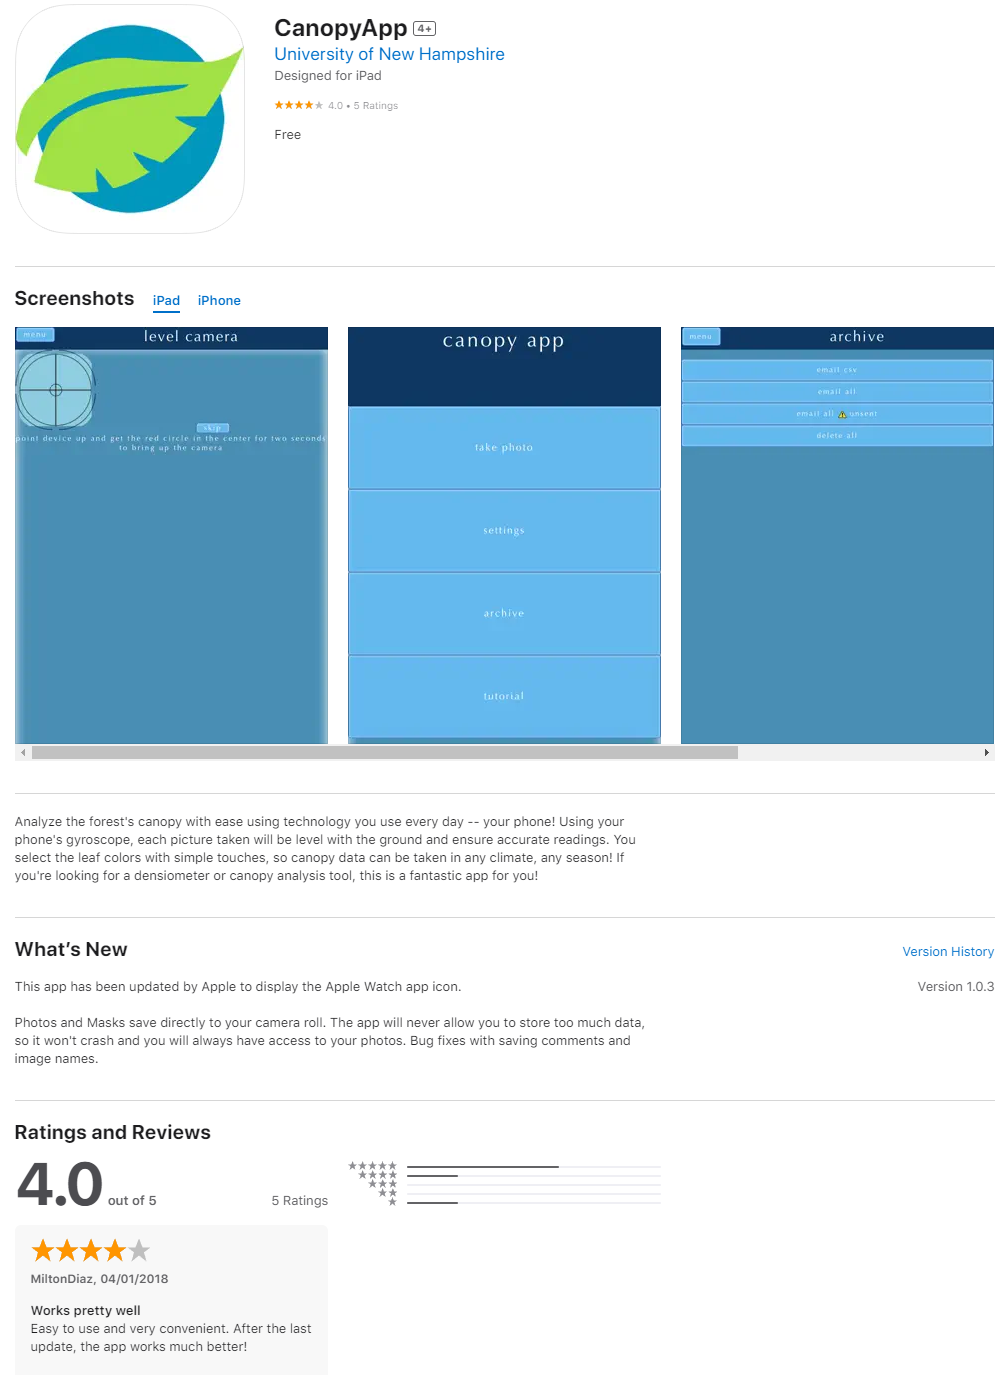 CanopyApp 4+
University of New Hampshire
Designed for iPad
4.0 • 5 Ratings
Free
Screenshots iPad iPhone
menu level camera
skip
point device up and get the red circle in the center for two seconds
to bring up the camera
canopy app
take photo
settings
archive
tutorial
menu archive
email csv
email all
email all unsent
delete all
Analyze the forest's canopy with ease using technology you use every day -- your phone! Using your
phone's gyroscope, each picture taken will be level with the ground and ensure accurate readings. You
select the leaf colors with simple touches, so canopy data can be taken in any climate, any season! If
you're looking for a densiometer or canopy analysis tool, this is a fantastic app for you!
What’s New
Version History
This app has been updated by Apple to display the Apple Watch app icon.
Version 1.0.3
Photos and Masks save directly to your camera roll. The app will never allow you to store too much data,
so it won't crash and you will always have access to your photos. Bug fixes with saving comments and
image names.
Ratings and Reviews
4.0 out of 5
5 Ratings
MiltonDiaz, 04/01/2018
Works pretty well
Easy to use and very convenient. After the last
update, the app works much better!